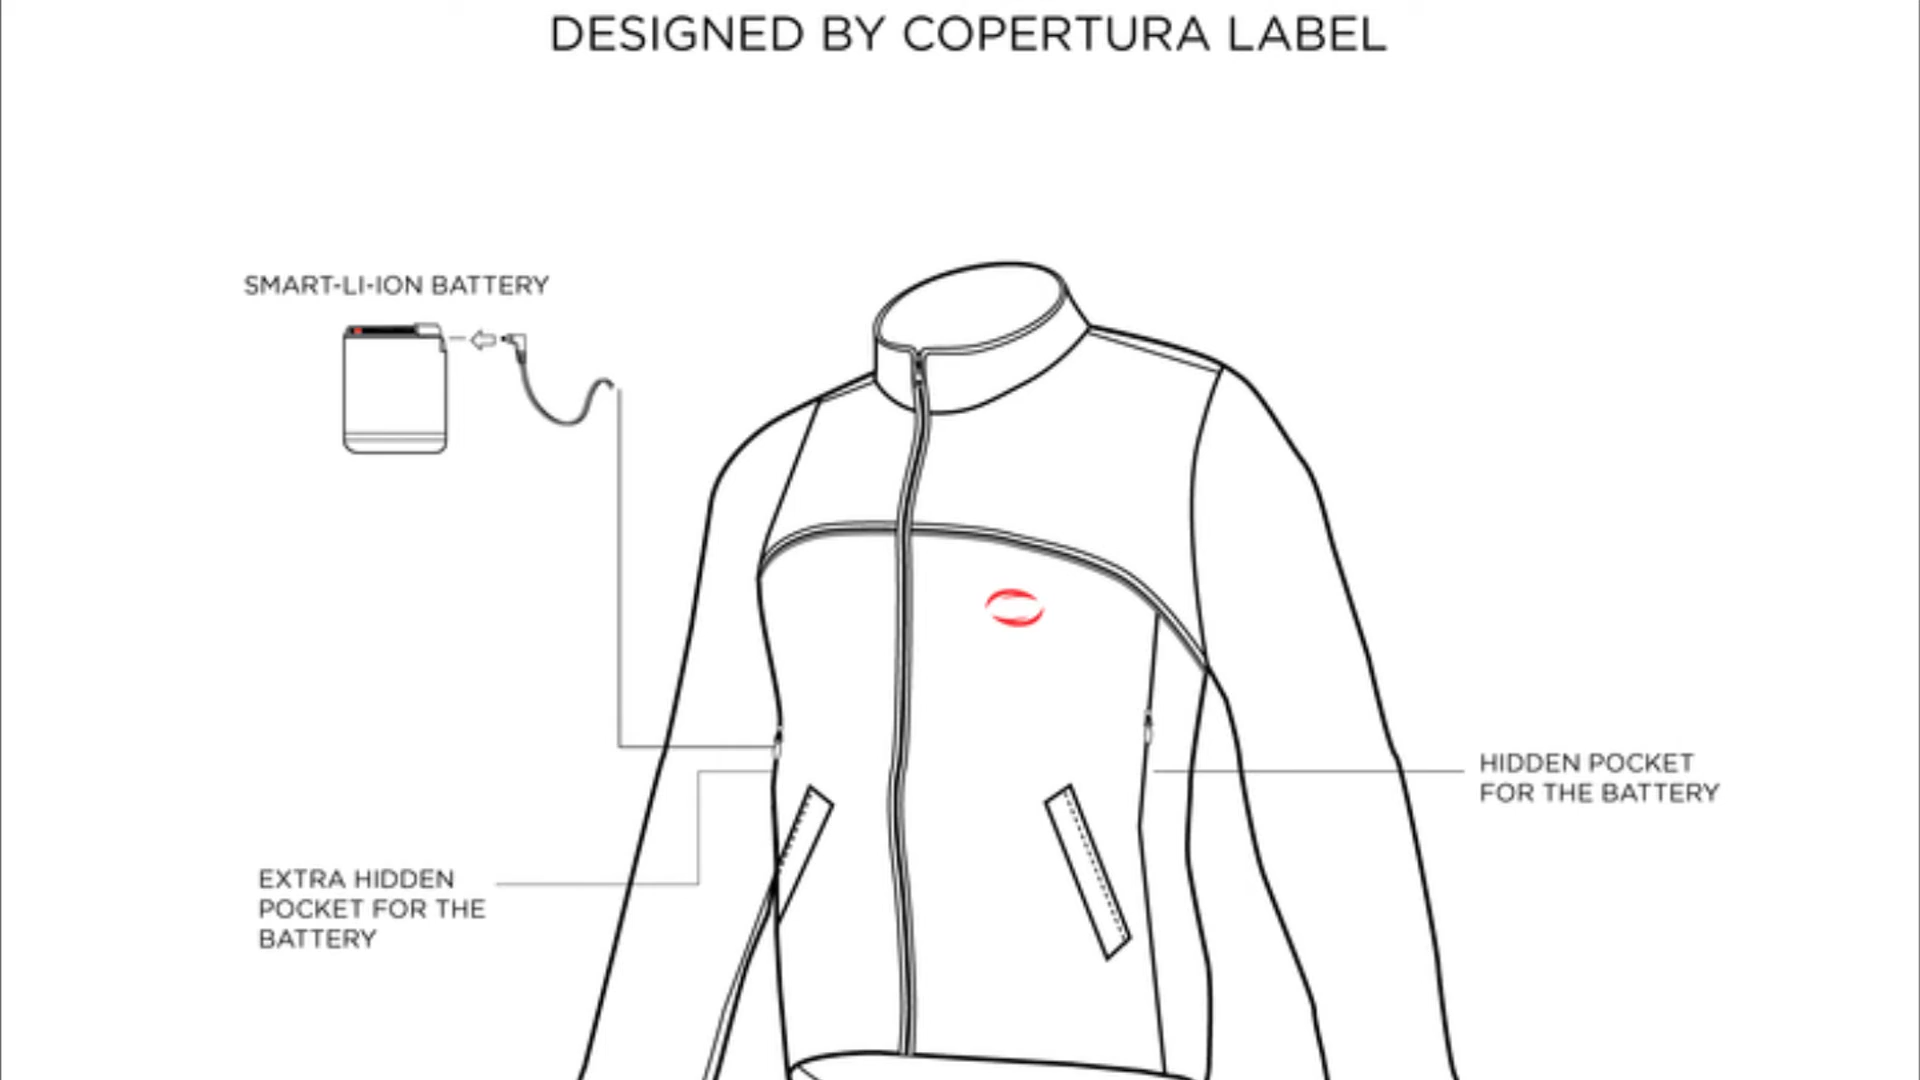 DESIGNED BY COPERTURA LABEL
SMART-LI-ION BATTERY
HIDDEN POCKET
FOR THE BATTERY
EXTRA HIDDEN
POCKET FOR THE
BATTERY